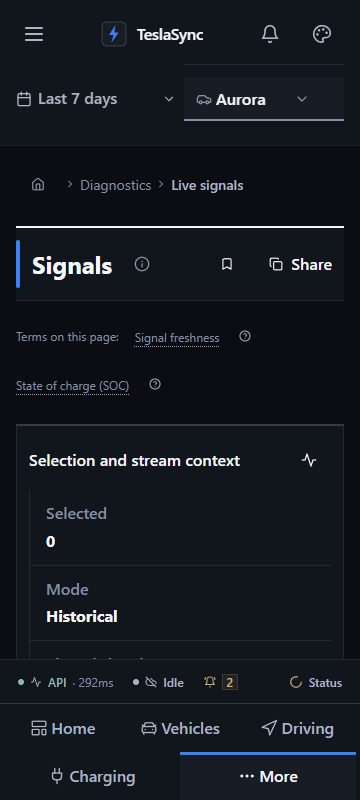 TeslaSync
Last 7 days
Aurora
Diagnostics
Live signals
Signals
Share
Terms on this page:
Signal freshness
State of charge (SOC)
Selection and stream context
Selected
0
Mode
Historical
API · 292ms
Idle
2
Status
Home
Vehicles
Driving
Charging
More